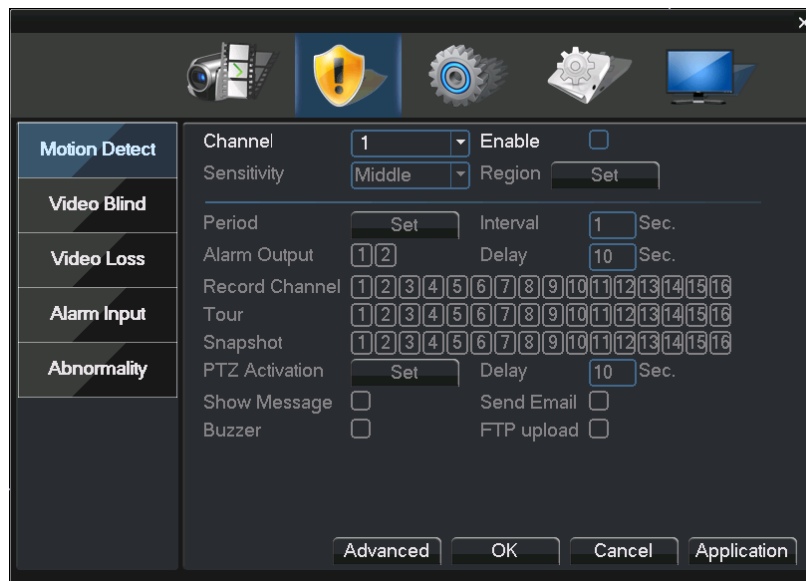 Motion Detect
Video Blind
Video Loss
Alarm Input
Abnormality
Channel 1 Enable
Sensitivity Middle Region Set
Period Set Interval 1 Sec.
Alarm Output 1 2 Delay 10 Sec.
Record Channel 1 2 3 4 5 6 7 8 9 10 11 12 13 14 15 16
Tour 1 2 3 4 5 6 7 8 9 10 11 12 13 14 15 16
Snapshot 1 2 3 4 5 6 7 8 9 10 11 12 13 14 15 16
PTZ Activation Set Delay 10 Sec.
Show Message Send Email
Buzzer FTP upload
Advanced OK Cancel Application